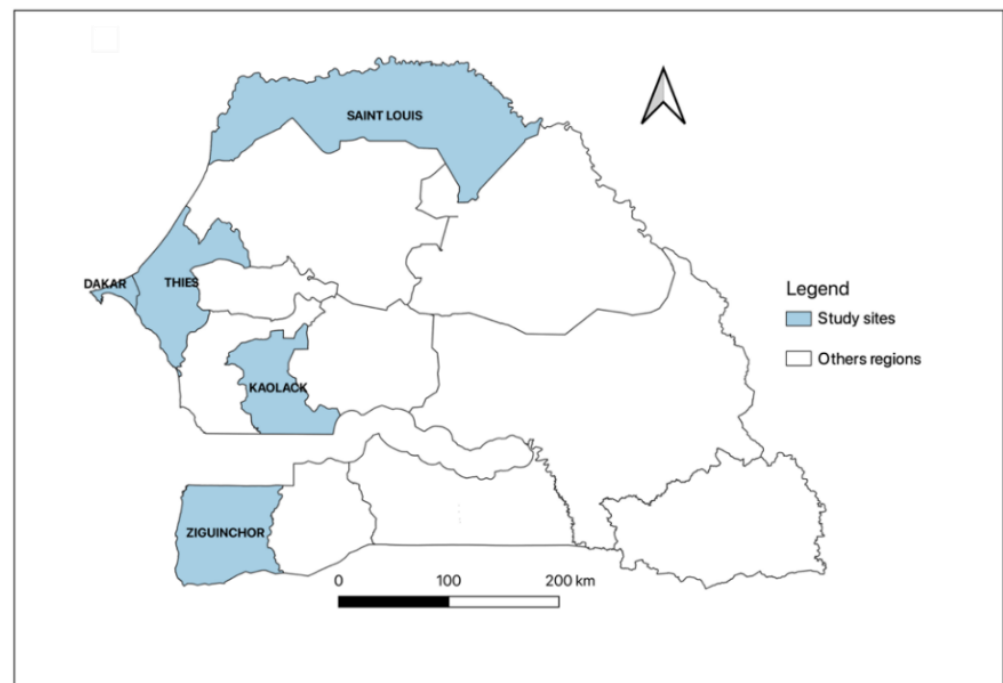 SAINT LOUIS
DAKAR
THIES
Legend
Study sites
Others regions
KAOLACK
ZIGUINCHOR
0 100 200 km